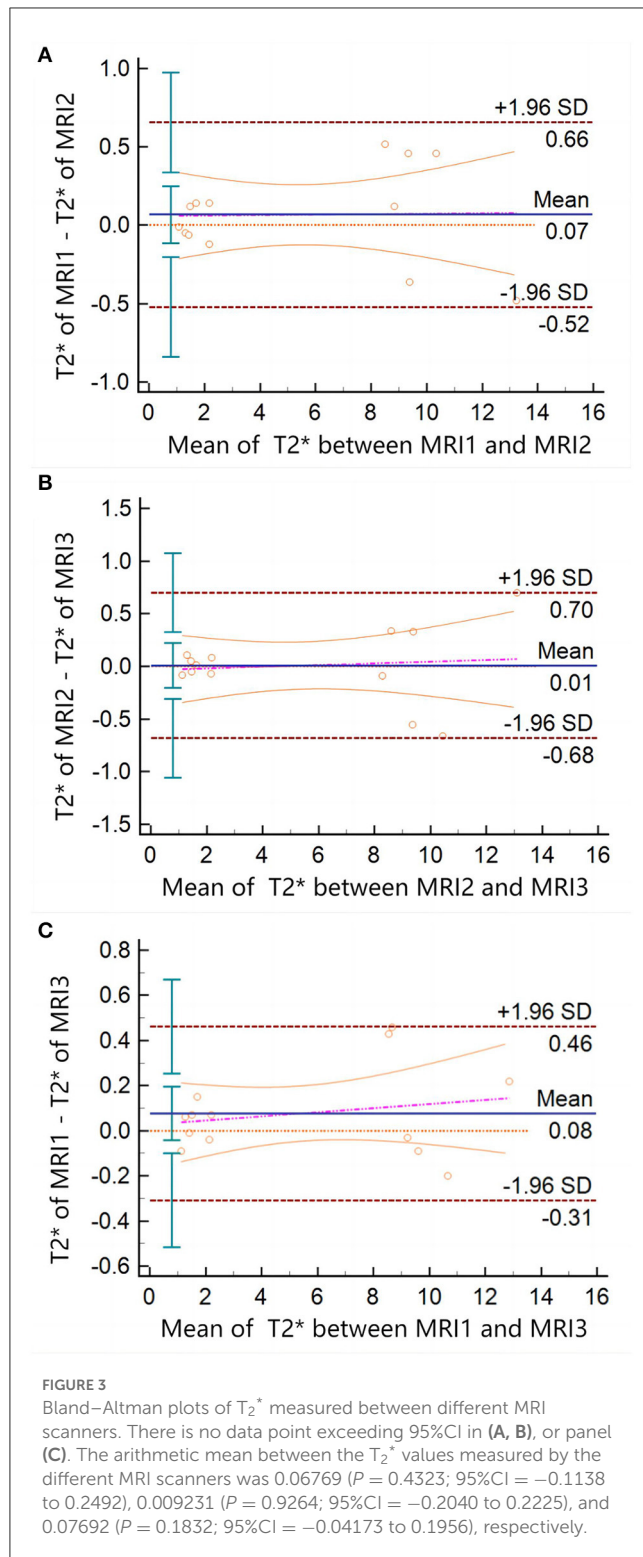 A
T2* of MRI1 - T2* of MRI2
1.0
0.5
0.0
-0.5
-1.0
+1.96 SD
0.66
Mean
0.07
-1.96 SD
-0.52
0 2 4 6 8 10 12 14 16
Mean of T2* between MRI1 and MRI2
B
T2* of MRI2 - T2* of MRI3
1.5
1.0
0.5
0.0
-0.5
-1.0
-1.5
+1.96 SD
0.70
Mean
0.01
-1.96 SD
-0.68
0 2 4 6 8 10 12 14 16
Mean of T2* between MRI2 and MRI3
C
T2* of MRI1 - T2* of MRI3
0.8
0.6
0.4
0.2
0.0
-0.2
-0.4
-0.6
+1.96 SD
0.46
Mean
0.08
-1.96 SD
-0.31
0 2 4 6 8 10 12 14 16
Mean of T2* between MRI1 and MRI3
FIGURE 3
Bland–Altman plots of T₂* measured between different MRI
scanners. There is no data point exceeding 95%CI in (A, B), or panel
(C). The arithmetic mean between the T₂* values measured by the
different MRI scanners was 0.06769 (P = 0.4323; 95%CI = −0.1138
to 0.2492), 0.009231 (P = 0.9264; 95%CI = −0.2040 to 0.2225), and
0.07692 (P = 0.1832; 95%CI = −0.04173 to 0.1956), respectively.